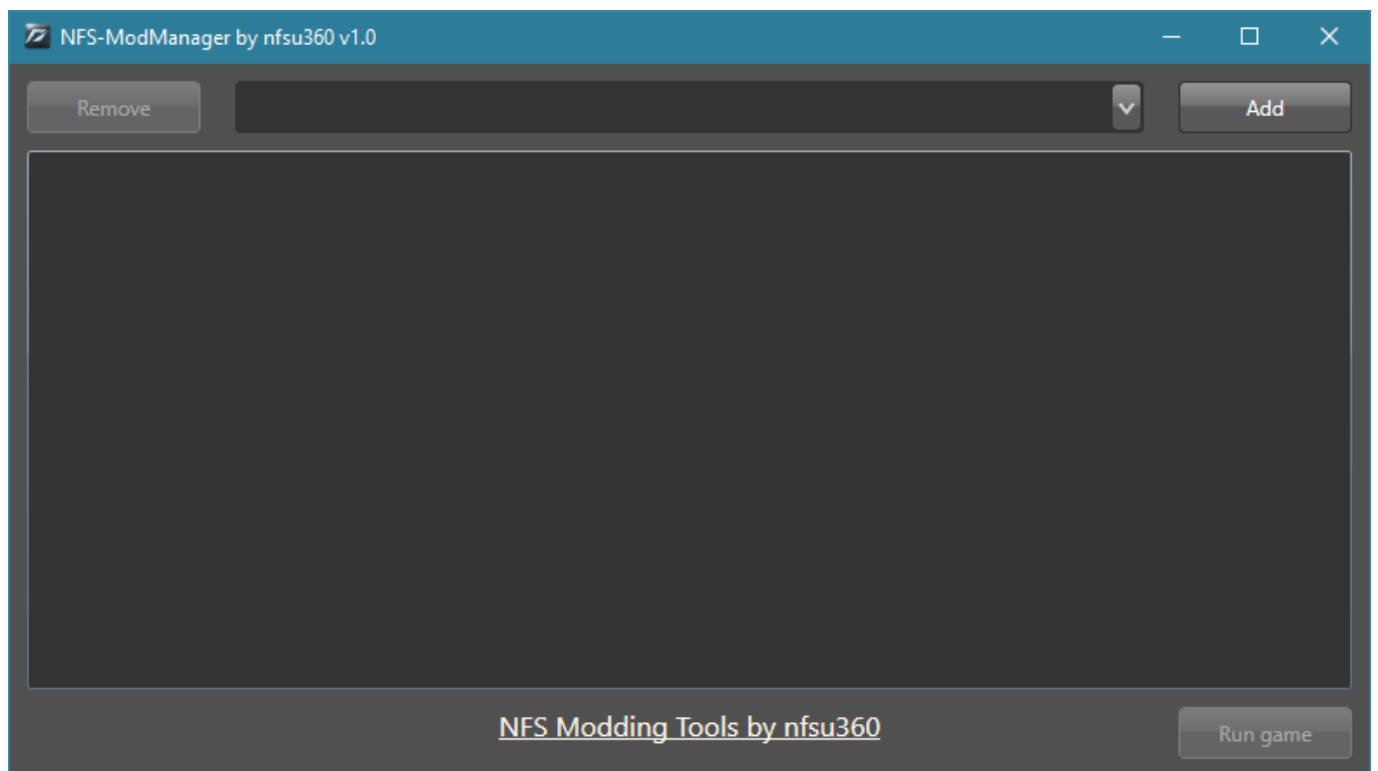 NFS-ModManager by nfsu360 v1.0
Remove
Add
NFS Modding Tools by nfsu360
Run game